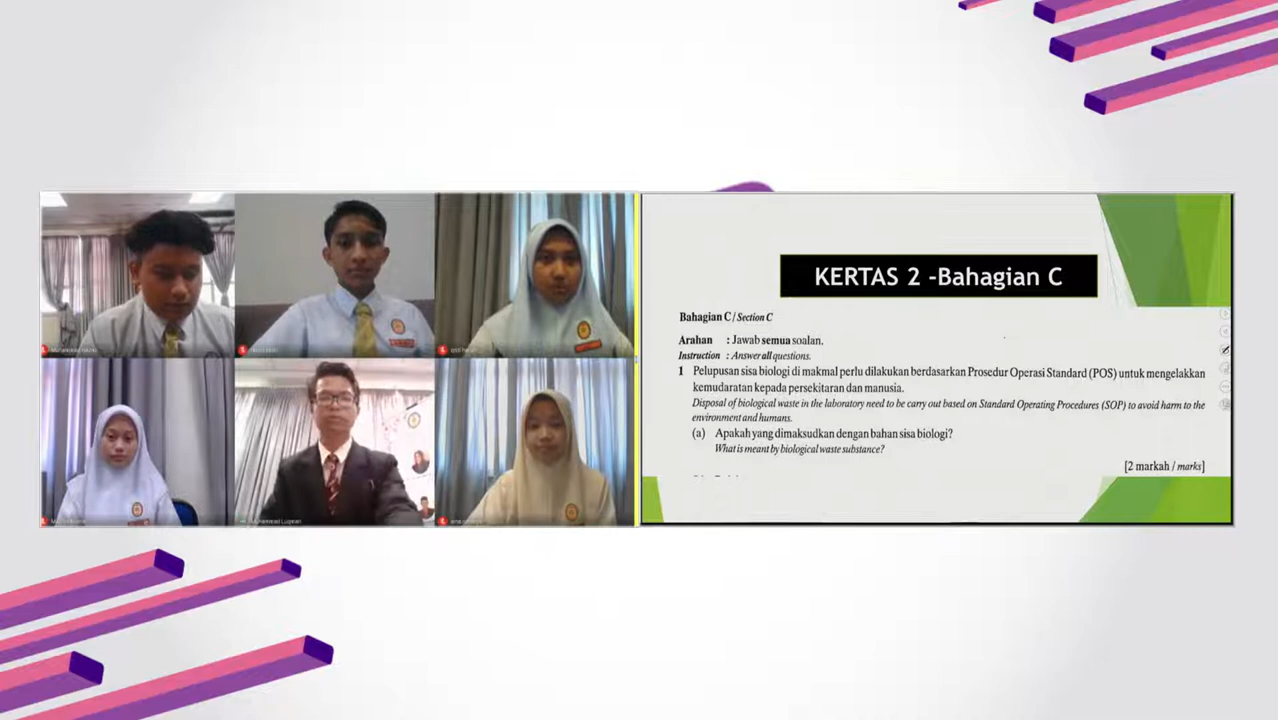 KERTAS 2 -Bahagian C
Bahagian C / Section C
Arahan : Jawab semua soalan.
Instruction : Answer all questions.
1 Pelupusan sisa biologi di makmal perlu dilakukan berdasarkan Prosedur Operasi Standard (POS) untuk mengelakkan
kemudaratan kepada persekitaran dan manusia.
Disposal of biological waste in the laboratory need to be carry out based on Standard Operating Procedures (SOP) to avoid harm to the
environment and humans.
(a) Apakah yang dimaksudkan dengan bahan sisa biologi?
What is meant by biological waste substance?
[2 markah / marks]